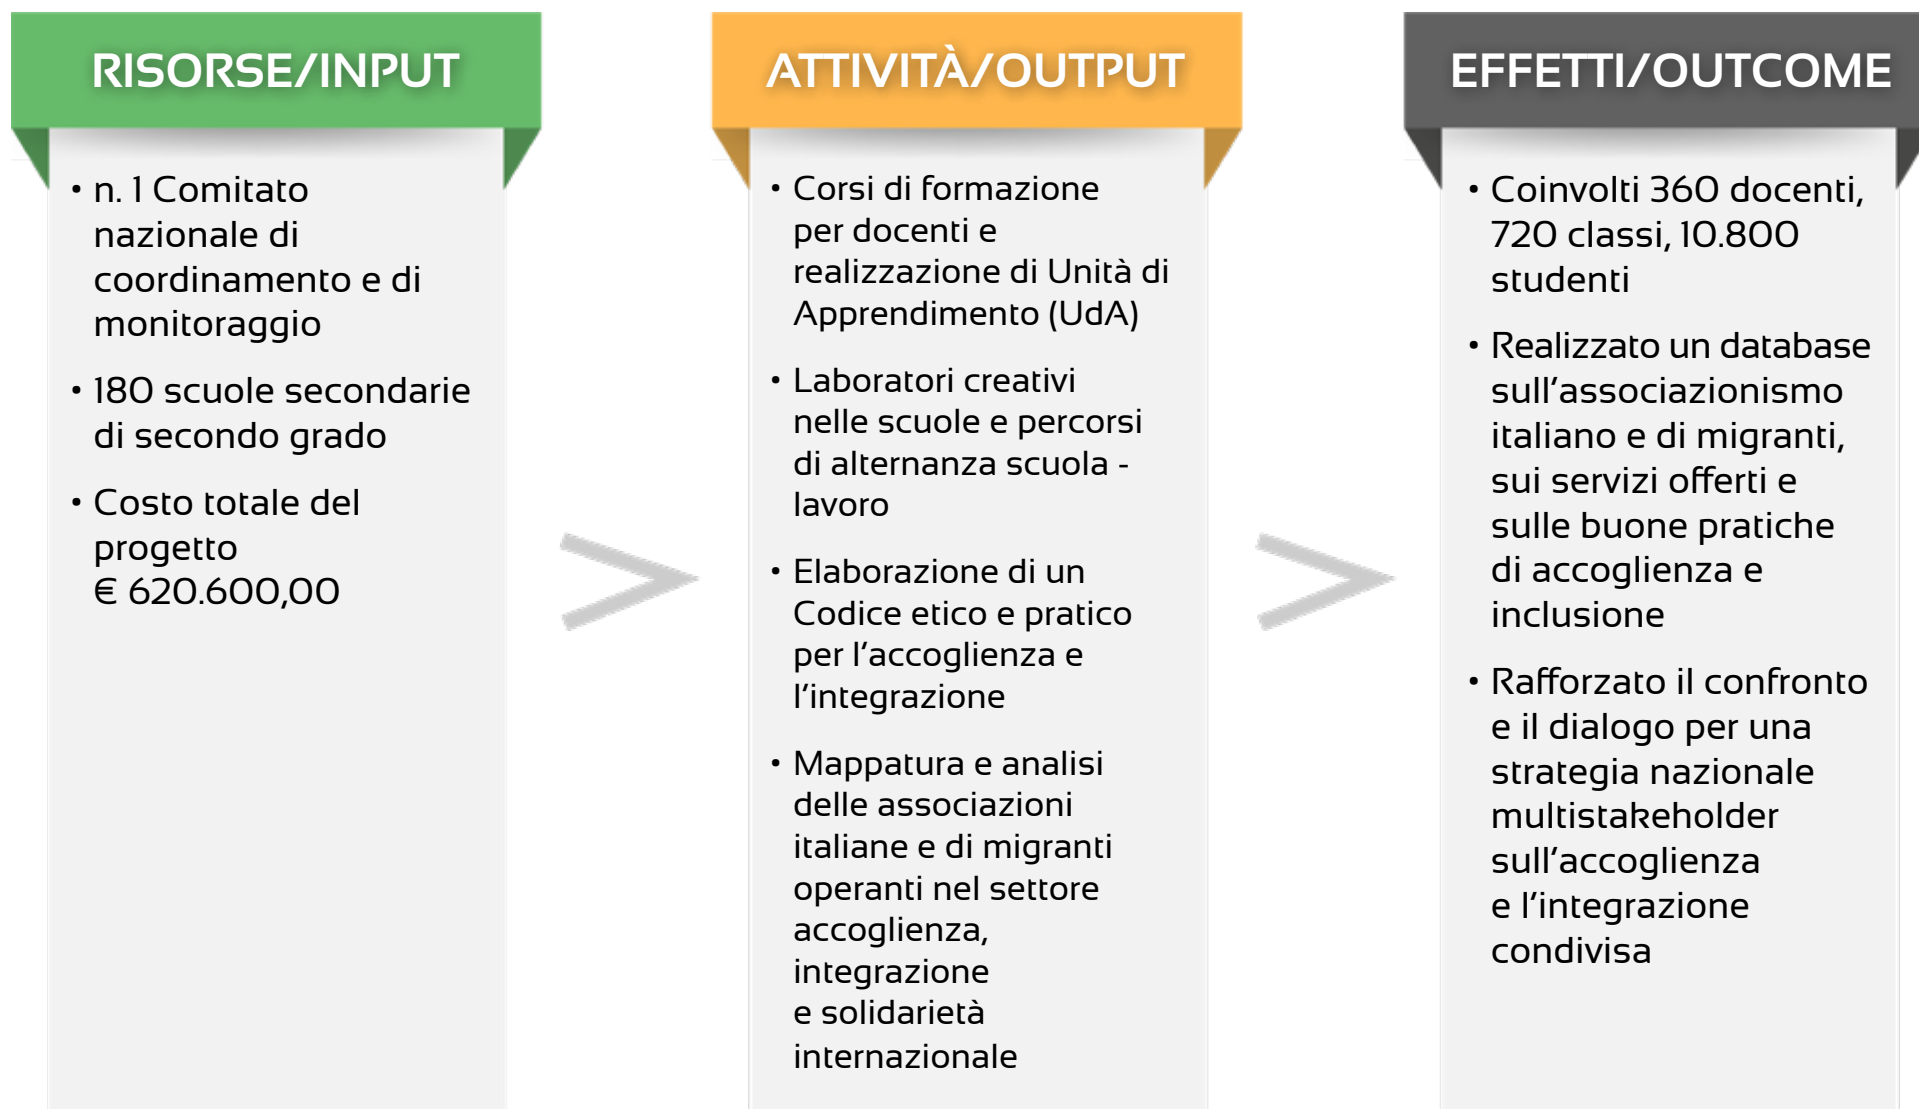 RISORSE/INPUT
• n. 1 Comitato
nazionale di
coordinamento e di
monitoraggio
• 180 scuole secondarie
di secondo grado
• Costo totale del
progetto
€ 620.600,00
>
ATTIVITÀ/OUTPUT
• Corsi di formazione
per docenti e
realizzazione di Unità di
Apprendimento (UdA)
• Laboratori creativi
nelle scuole e percorsi
di alternanza scuola -
lavoro
• Elaborazione di un
Codice etico e pratico
per l'accoglienza e
l'integrazione
• Mappatura e analisi
delle associazioni
italiane e di migranti
operanti nel settore
accoglienza,
integrazione
e solidarietà
internazionale
>
EFFETTI/OUTCOME
• Coinvolti 360 docenti,
720 classi, 10.800
studenti
• Realizzato un database
sull'associazionismo
italiano e di migranti,
sui servizi offerti e
sulle buone pratiche
di accoglienza e
inclusione
• Rafforzato il confronto
e il dialogo per una
strategia nazionale
multistakeholder
sull'accoglienza
e l'integrazione
condivisa